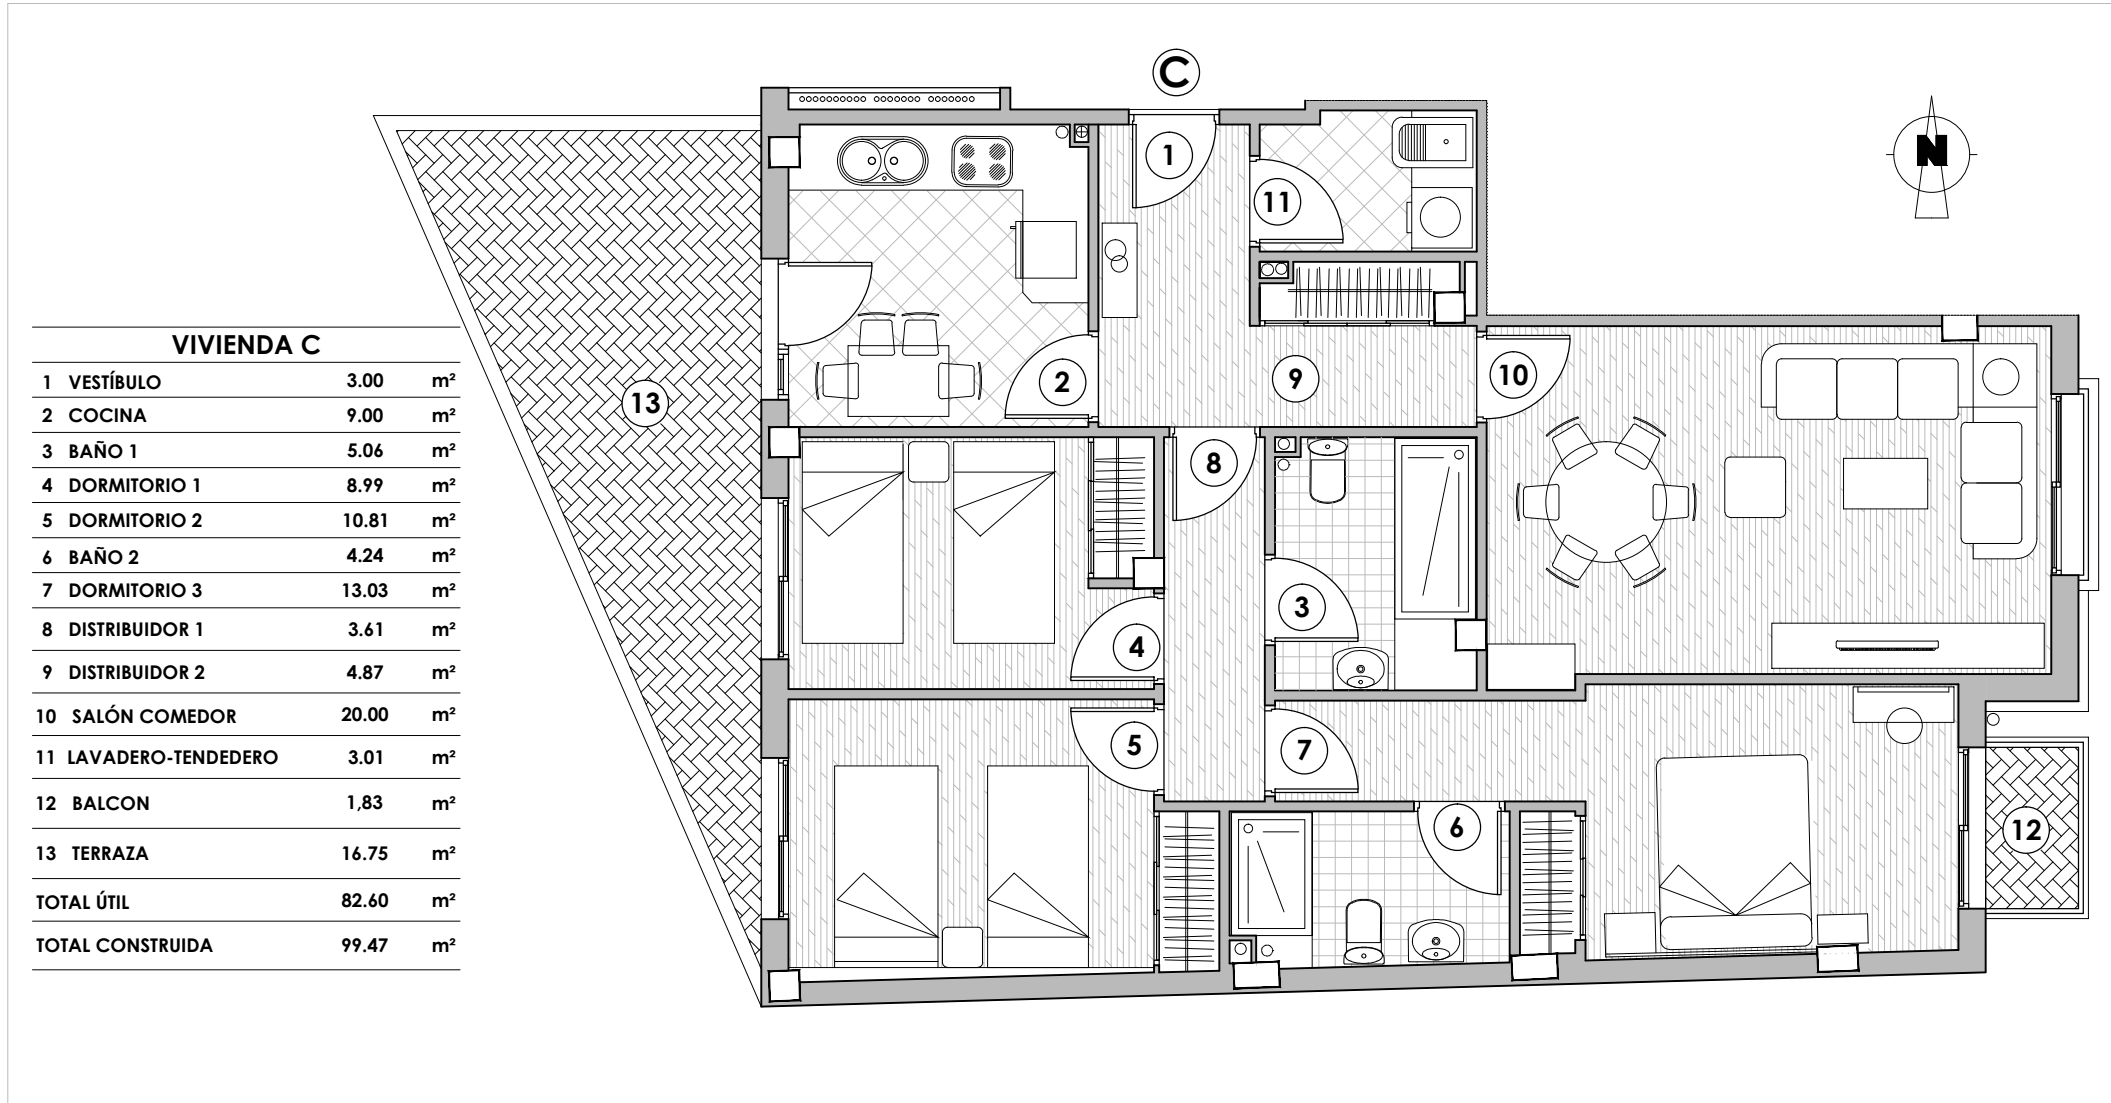 C
N
VIVIENDA C
1 VESTÍBULO 3.00 m²
2 COCINA 9.00 m²
3 BAÑO 1 5.06 m²
4 DORMITORIO 1 8.99 m²
5 DORMITORIO 2 10.81 m²
6 BAÑO 2 4.24 m²
7 DORMITORIO 3 13.03 m²
8 DISTRIBUIDOR 1 3.61 m²
9 DISTRIBUIDOR 2 4.87 m²
10 SALÓN COMEDOR 20.00 m²
11 LAVADERO-TENDEDERO 3.01 m²
12 BALCON 1,83 m²
13 TERRAZA 16.75 m²
TOTAL ÚTIL 82.60 m²
TOTAL CONSTRUIDA 99.47 m²
1
11
2
9
10
13
8
3
4
5
7
6
12